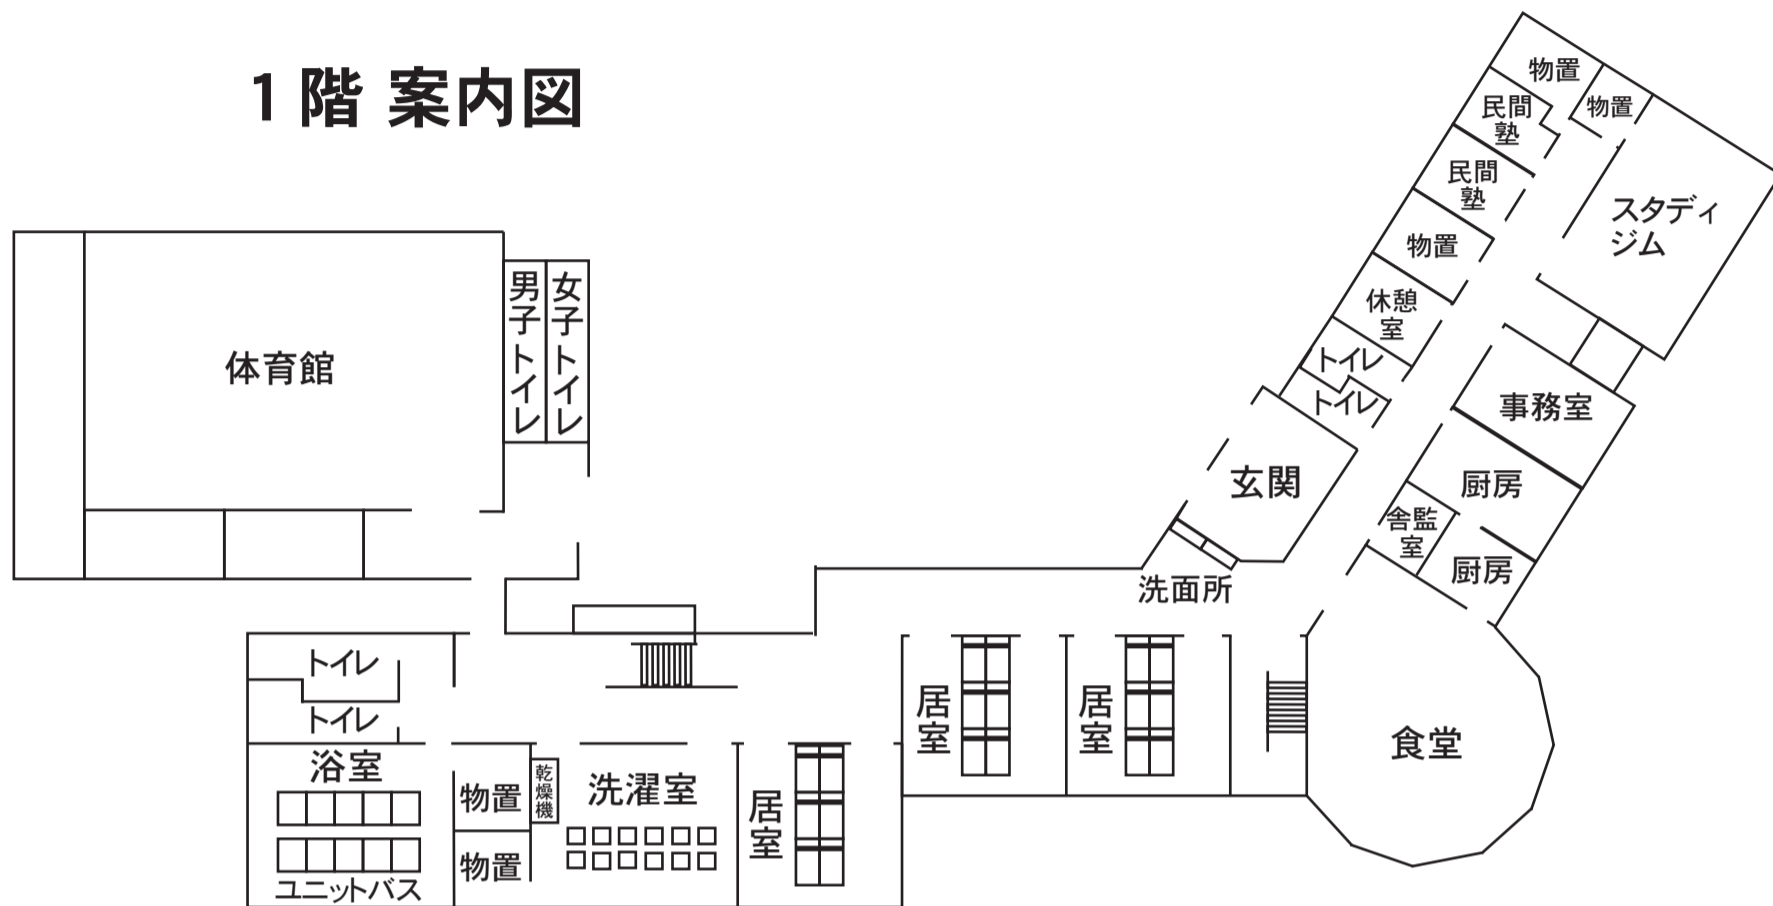 1階 案内図
物置
物置
民間
塾
民間
塾
スタディ
ジム
物置
休憩
室
トイレ
トイレ
体育館
男子トイレ
女子トイレ
事務室
玄関
厨房
舎監
室
厨房
洗面所
トイレ
トイレ
居室
居室
食堂
浴室
物置
乾燥機
洗濯室
居室
物置
ユニットバス